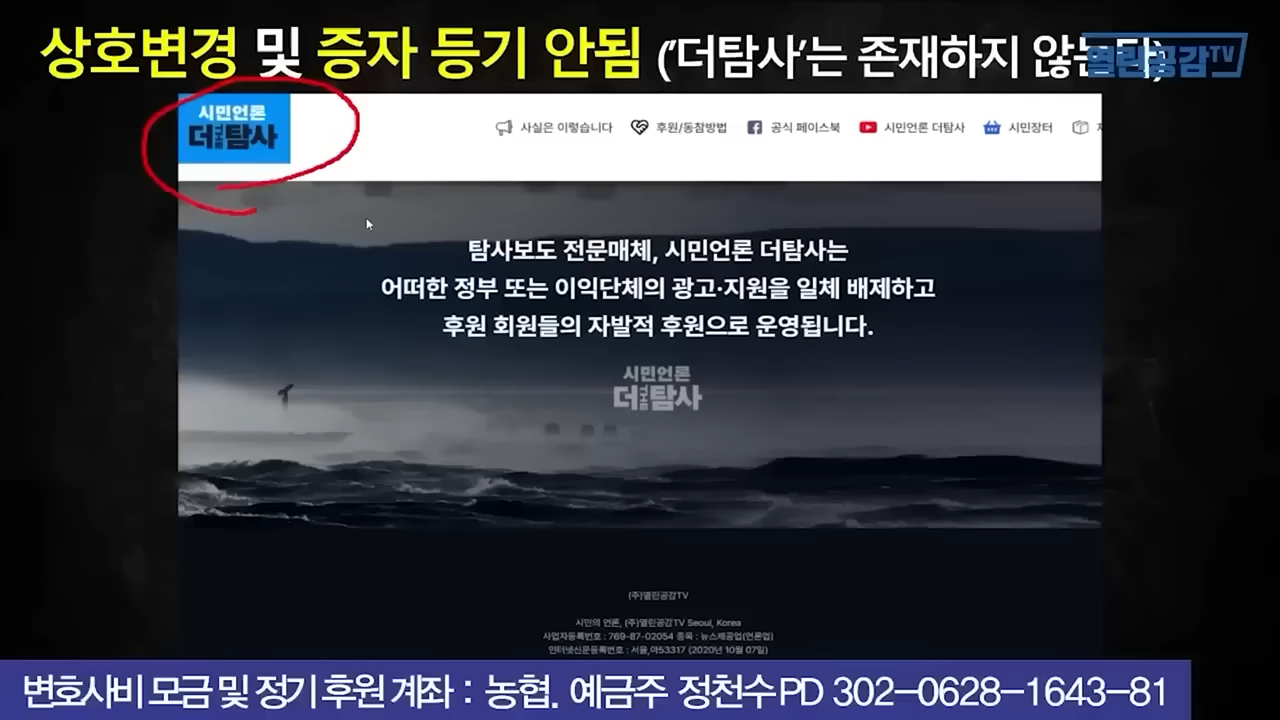 상호변경 및 증자 등기 안됨 ('더탐사'는 존재하지 않는다)
열린공감TV
시민언론
더탐사
THE
사실은 이렇습니다 후원/동참방법 공식 페이스북 시민언론 더탐사 시민장터
탐사보도 전문매체, 시민언론 더탐사는
어떠한 정부 또는 이익단체의 광고·지원을 일체 배제하고
후원 회원들의 자발적 후원으로 운영됩니다.
시민언론
더THE탐사
(주)열린공감TV
시민의 언론, (주)열린공감TV Seoul, Korea
사업자등록번호 : 769-87-02054 종목 : 뉴스제공업(언론업)
인터넷신문등록번호 : 서울,아53317 (2020년 10월 07일)
변호사비 모금 및 정기 후원 계좌 : 농협. 예금주 정천수PD 302-0628-1643-81